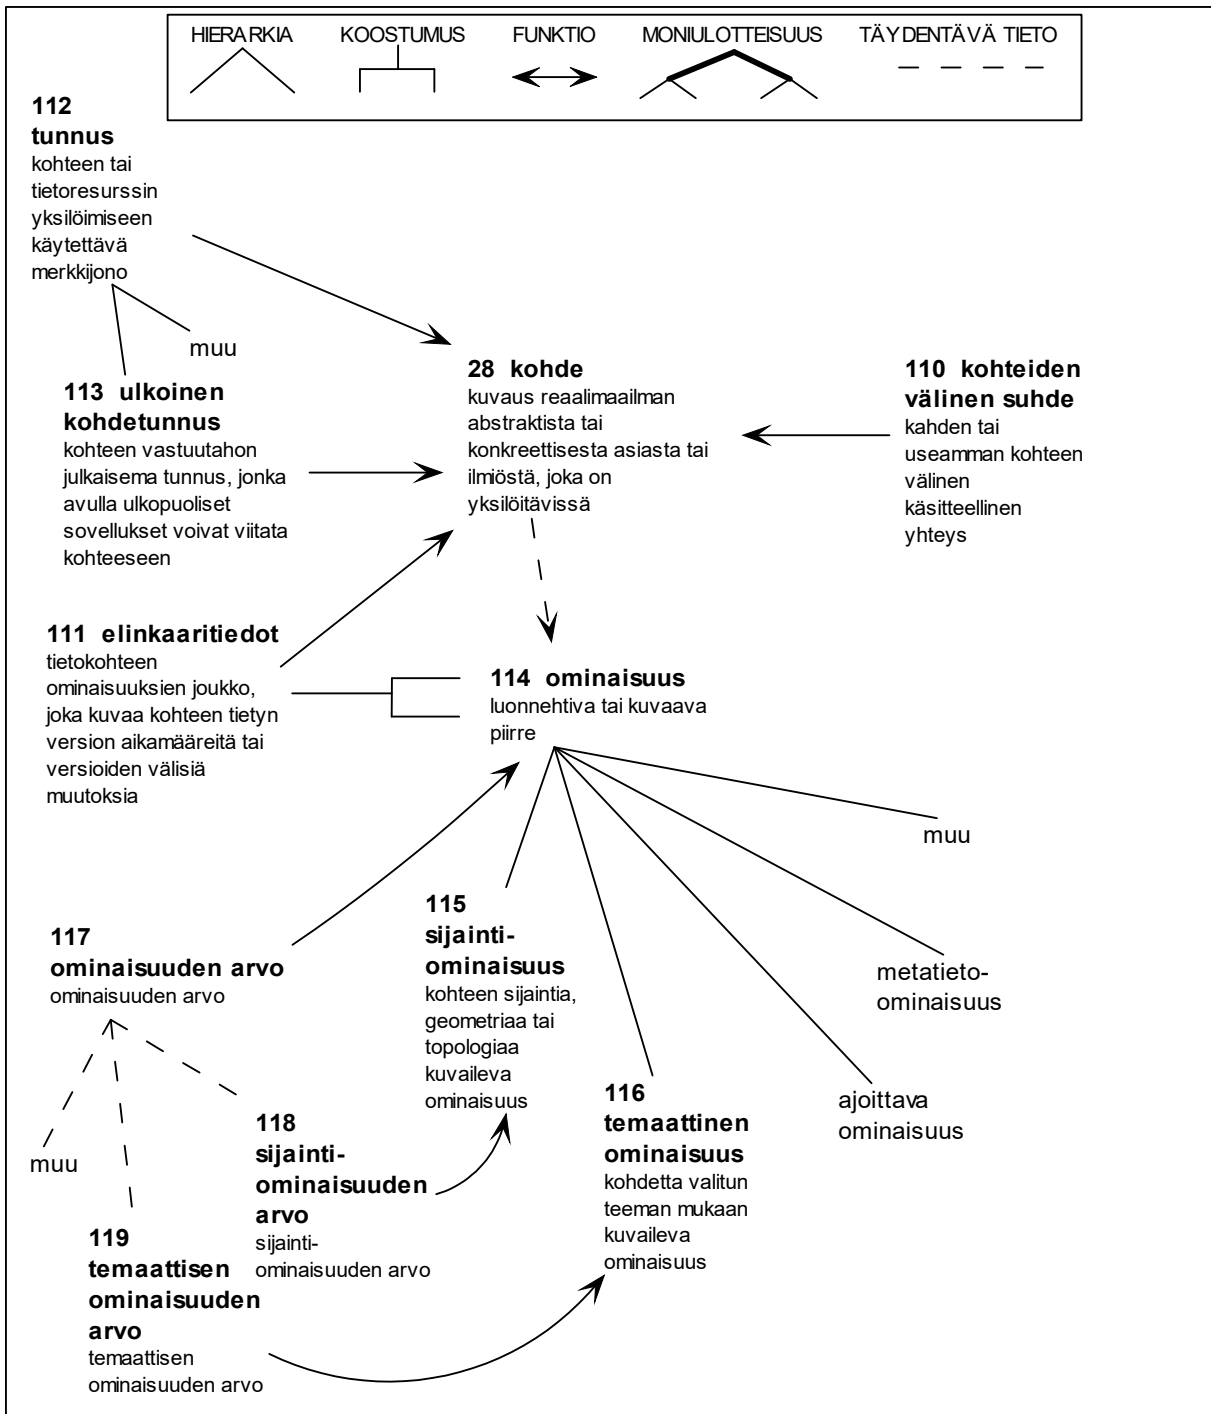 HIERARKIA KOOSTUMUS FUNKTIO MONIULOTTEISUUS TÄYDENTÄVÄ TIETO
112
tunnus
kohteen tai
tietoresurssin
yksilöimiseen
käytettävä
merkkijono
muu
113 ulkoinen
kohdetunnus
kohteen vastuutahon
julkaisema tunnus, jonka
avulla ulkopuoliset
sovellukset voivat viitata
kohteeseen
28 kohde
kuvaus reaalimaailman
abstraktista tai
konkreettisesta asiasta tai
ilmiöstä, joka on
yksilöitävissä
110 kohteiden
välinen suhde
kahden tai
useamman kohteen
välinen
käsitteellinen
yhteys
111 elinkaaritiedot
tietokohteen
ominaisuuksien joukko,
joka kuvaa kohteen tietyn
version aikamääreitä tai
versioiden välisiä
muutoksia
114 ominaisuus
luonnehtiva tai kuvaava
piirre
muu
metatieto-
ominaisuus
ajoittava
ominaisuus
115
sijainti-
ominaisuus
kohteen sijaintia,
geometriaa tai
topologiaa
kuvaileva
ominaisuus
116
temaattinen
ominaisuus
kohdetta valitun
teeman mukaan
kuvaileva
ominaisuus
117
ominaisuuden arvo
ominaisuuden arvo
muu
118
sijainti-
ominaisuuden
arvo
sijainti-
ominaisuuden arvo
119
temaattisen
ominaisuuden
arvo
temaattisen
ominaisuuden arvo